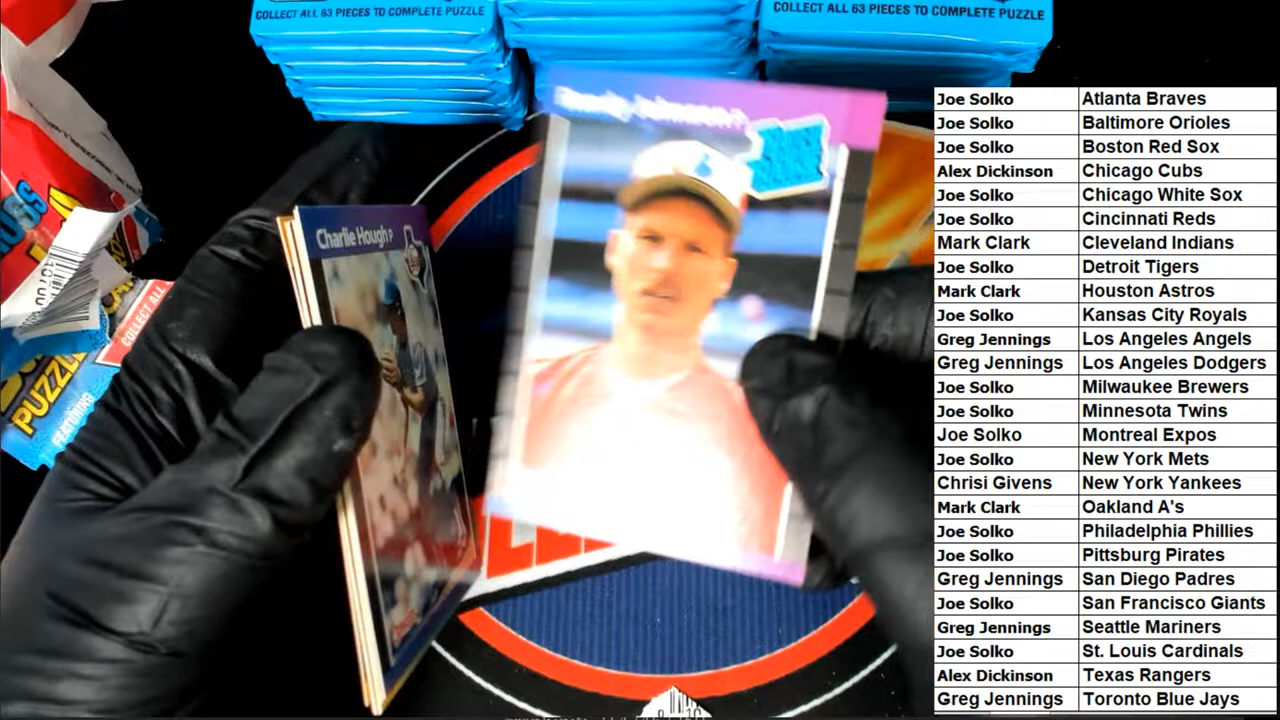 COLLECT ALL 63 PIECES TO COMPLETE PUZZLE
COLLECT ALL 63 PIECES TO COMPLETE PUZZLE
Randy Johnson P
Charlie Hough P
COLLECT ALL
PUZZLE
FEATURING
Joe Solko Atlanta Braves
Joe Solko Baltimore Orioles
Joe Solko Boston Red Sox
Alex Dickinson Chicago Cubs
Joe Solko Chicago White Sox
Joe Solko Cincinnati Reds
Mark Clark Cleveland Indians
Joe Solko Detroit Tigers
Mark Clark Houston Astros
Joe Solko Kansas City Royals
Greg Jennings Los Angeles Angels
Greg Jennings Los Angeles Dodgers
Joe Solko Milwaukee Brewers
Joe Solko Minnesota Twins
Joe Solko Montreal Expos
Joe Solko New York Mets
Chrisi Givens New York Yankees
Mark Clark Oakland A's
Joe Solko Philadelphia Phillies
Joe Solko Pittsburg Pirates
Greg Jennings San Diego Padres
Joe Solko San Francisco Giants
Greg Jennings Seattle Mariners
Joe Solko St. Louis Cardinals
Alex Dickinson Texas Rangers
Greg Jennings Toronto Blue Jays